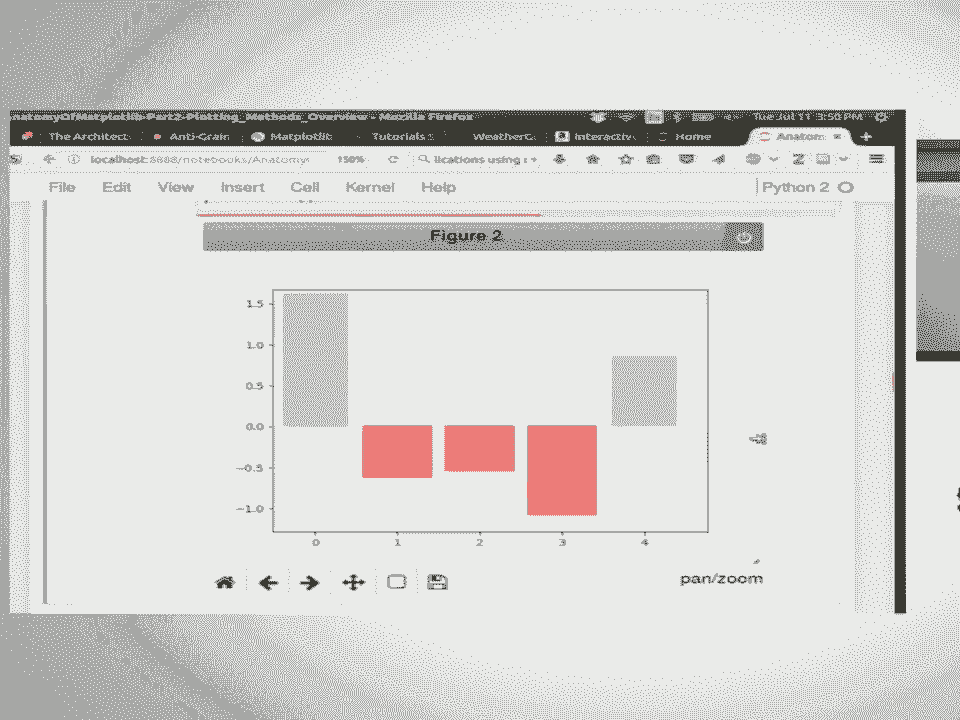 natomyOfMatplotlib-Part2-Plotting_Methods_Overview - Mozilla Firefox Tue Jul 11 3:50 PM
The Architect Anti-Grain Matplotlib Tutorials WeatherC Interactiv Home Anatom
localhost:8888/notebooks/Anatomy 150% lications using
File Edit View Insert Cell Kernel Help Python 2
Figure 2
1.5
1.0
0.5
0.0
−0.5
−1.0
0 1 2 3 4
pan/zoom